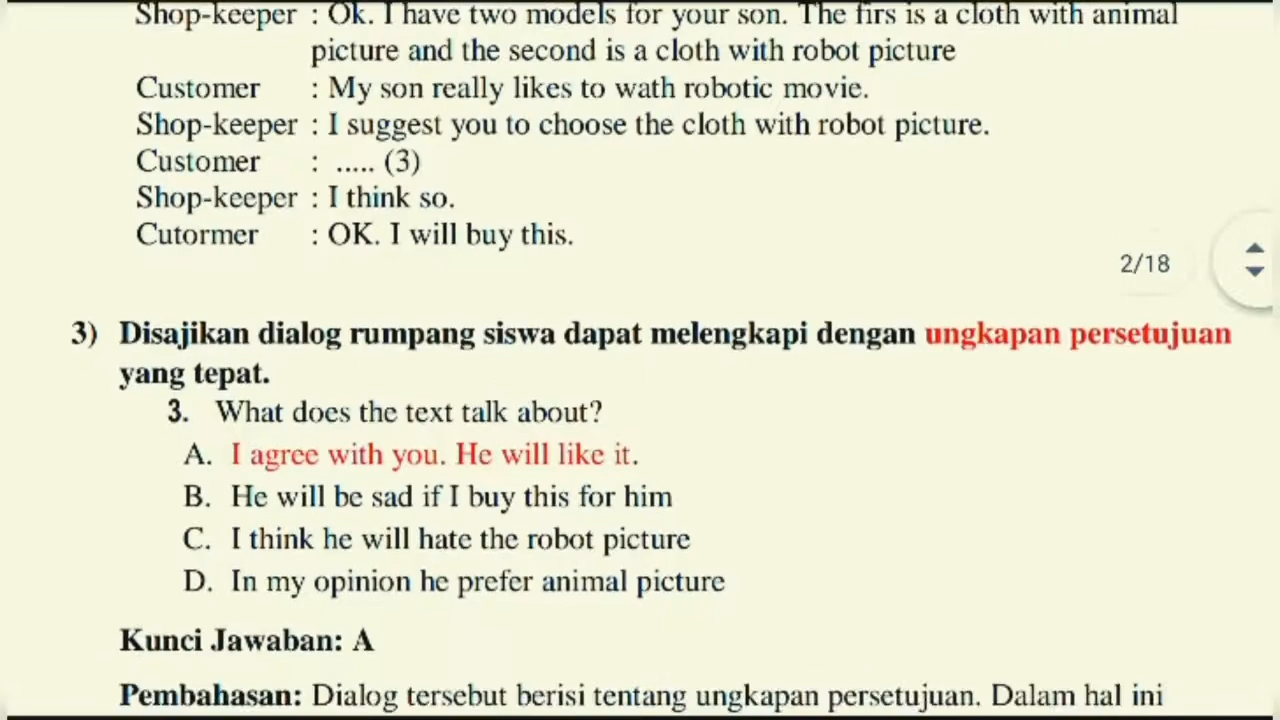 Shop-keeper : Ok. I have two models for your son. The firs is a cloth with animal
picture and the second is a cloth with robot picture
Customer : My son really likes to wath robotic movie.
Shop-keeper : I suggest you to choose the cloth with robot picture.
Customer : ..... (3)
Shop-keeper : I think so.
Cutormer : OK. I will buy this.
2/18
3) Disajikan dialog rumpang siswa dapat melengkapi dengan ungkapan persetujuan
yang tepat.
3. What does the text talk about?
A. I agree with you. He will like it.
B. He will be sad if I buy this for him
C. I think he will hate the robot picture
D. In my opinion he prefer animal picture
Kunci Jawaban: A
Pembahasan: Dialog tersebut berisi tentang ungkapan persetujuan. Dalam hal ini